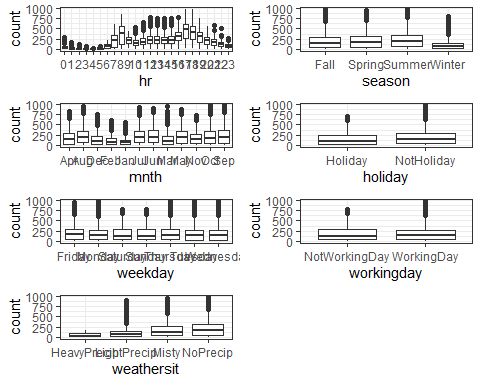 count
1000
750
500
250
0
hr
count
1000
750
500
250
0
Fall Spring Summer Winter
season
count
1000
750
500
250
0
mnth
count
1000
750
500
250
0
Holiday NotHoliday
holiday
count
1000
750
500
250
0
weekday
count
1000
750
500
250
0
NotWorkingDay WorkingDay
workingday
count
1000
750
500
250
0
HeavyPrecip LightPrecip Misty NoPrecip
weathersit